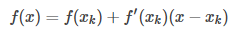 f(x) = f(x_k) + f′(x_k)(x − x_k)